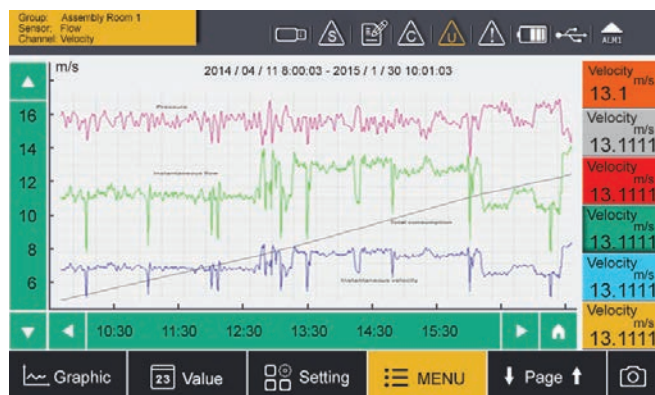 Group: Assembly Room 1
Sensor: Flow
Channel: Velocity
S
C
U
ALM1
m/s
2014 / 04 / 11 8:00:03 - 2015 / 1 / 30 10:01:03
16
14
12
10
8
6
Pressure
Instantaneous flow
Total consumption
Instantaneous velocity
10:30 11:30 12:30 13:30 14:30 15:30
Velocity
m/s
13.1
Velocity
m/s
13.1111
Velocity
m/s
13.1111
Velocity
m/s
13.1111
Velocity
m/s
13.1111
Velocity
m/s
13.1111
Graphic
23 Value
Setting
MENU
Page